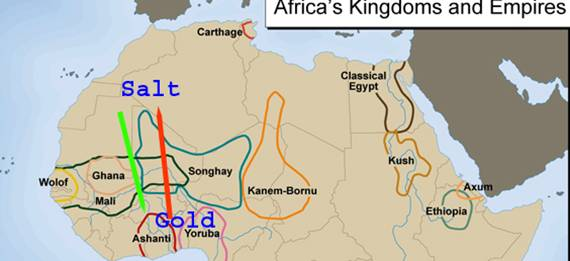 Africa's Kingdoms and Empires
Carthage
Classical
Egypt
Salt
Kush
Ghana
Songhay
Wolof
Kanem-Bornu
Axum
Mali
Ethiopia
Gold
Ashanti
Yoruba